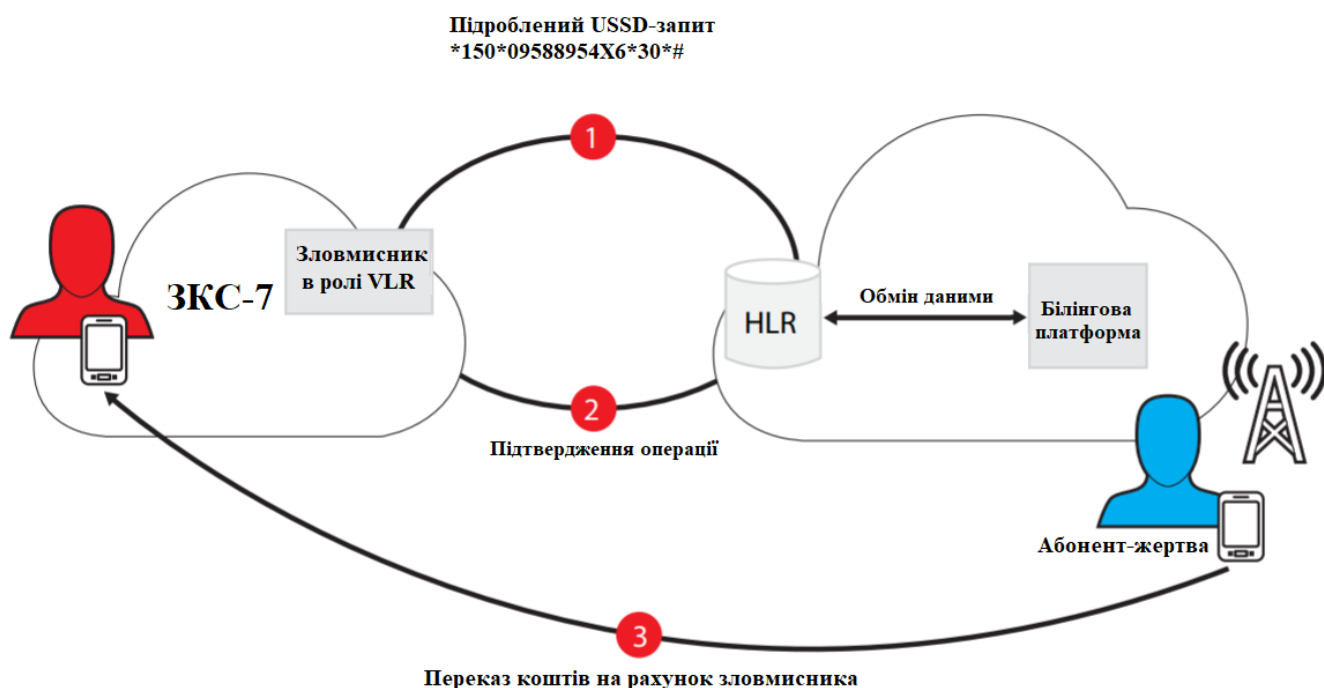 Підроблений USSD-запит
*150*09588954X6*30*#
1
Зловмисник
в ролі VLR
ЗКС-7
HLR
Обмін даними
Білінгова
платформа
2
Підтвердження операції
Абонент-жертва
3
Переказ коштів на рахунок зловмисника